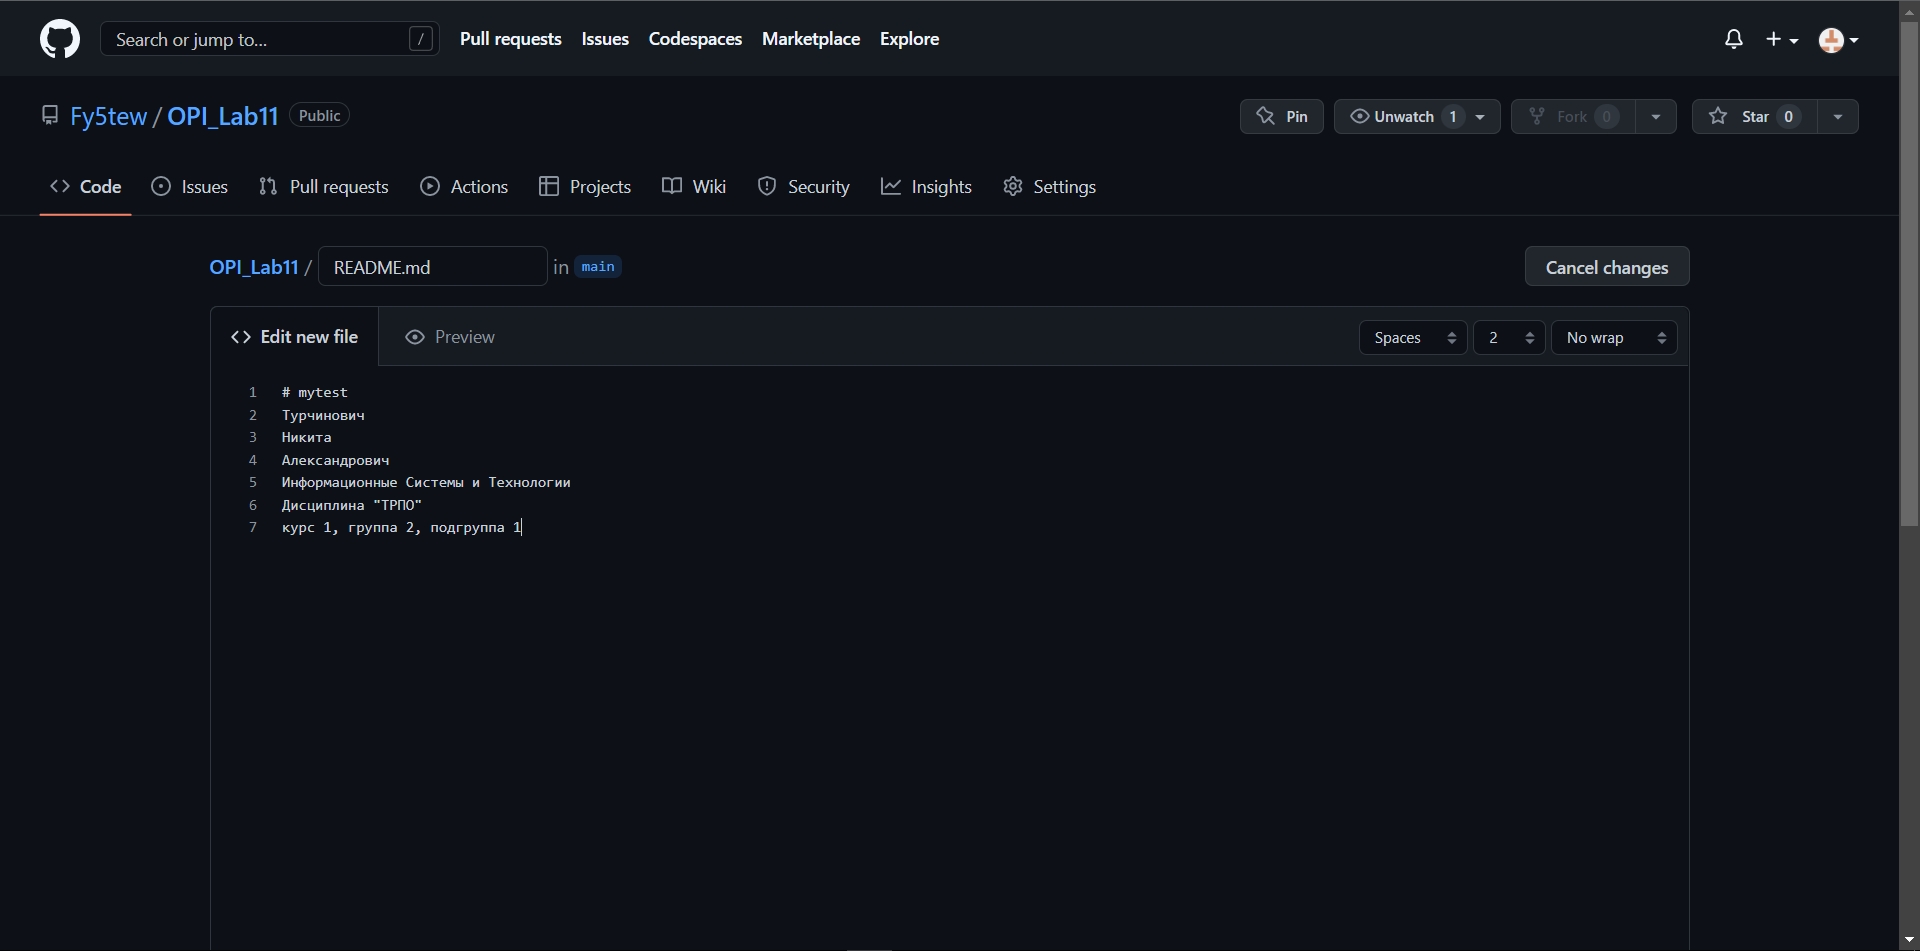 Search or jump to... /
Pull requests Issues Codespaces Marketplace Explore
Fy5tew / OPI_Lab11 Public
Pin Unwatch 1 Fork 0 Star 0
Code Issues Pull requests Actions Projects Wiki Security Insights Settings
OPI_Lab11 / README.md in main Cancel changes
Edit new file Preview Spaces 2 No wrap
1 # mytest
2 Турчинович
3 Никита
4 Александрович
5 Информационные Системы и Технологии
6 Дисциплина "ТРПО"
7 курс 1, группа 2, подгруппа 1